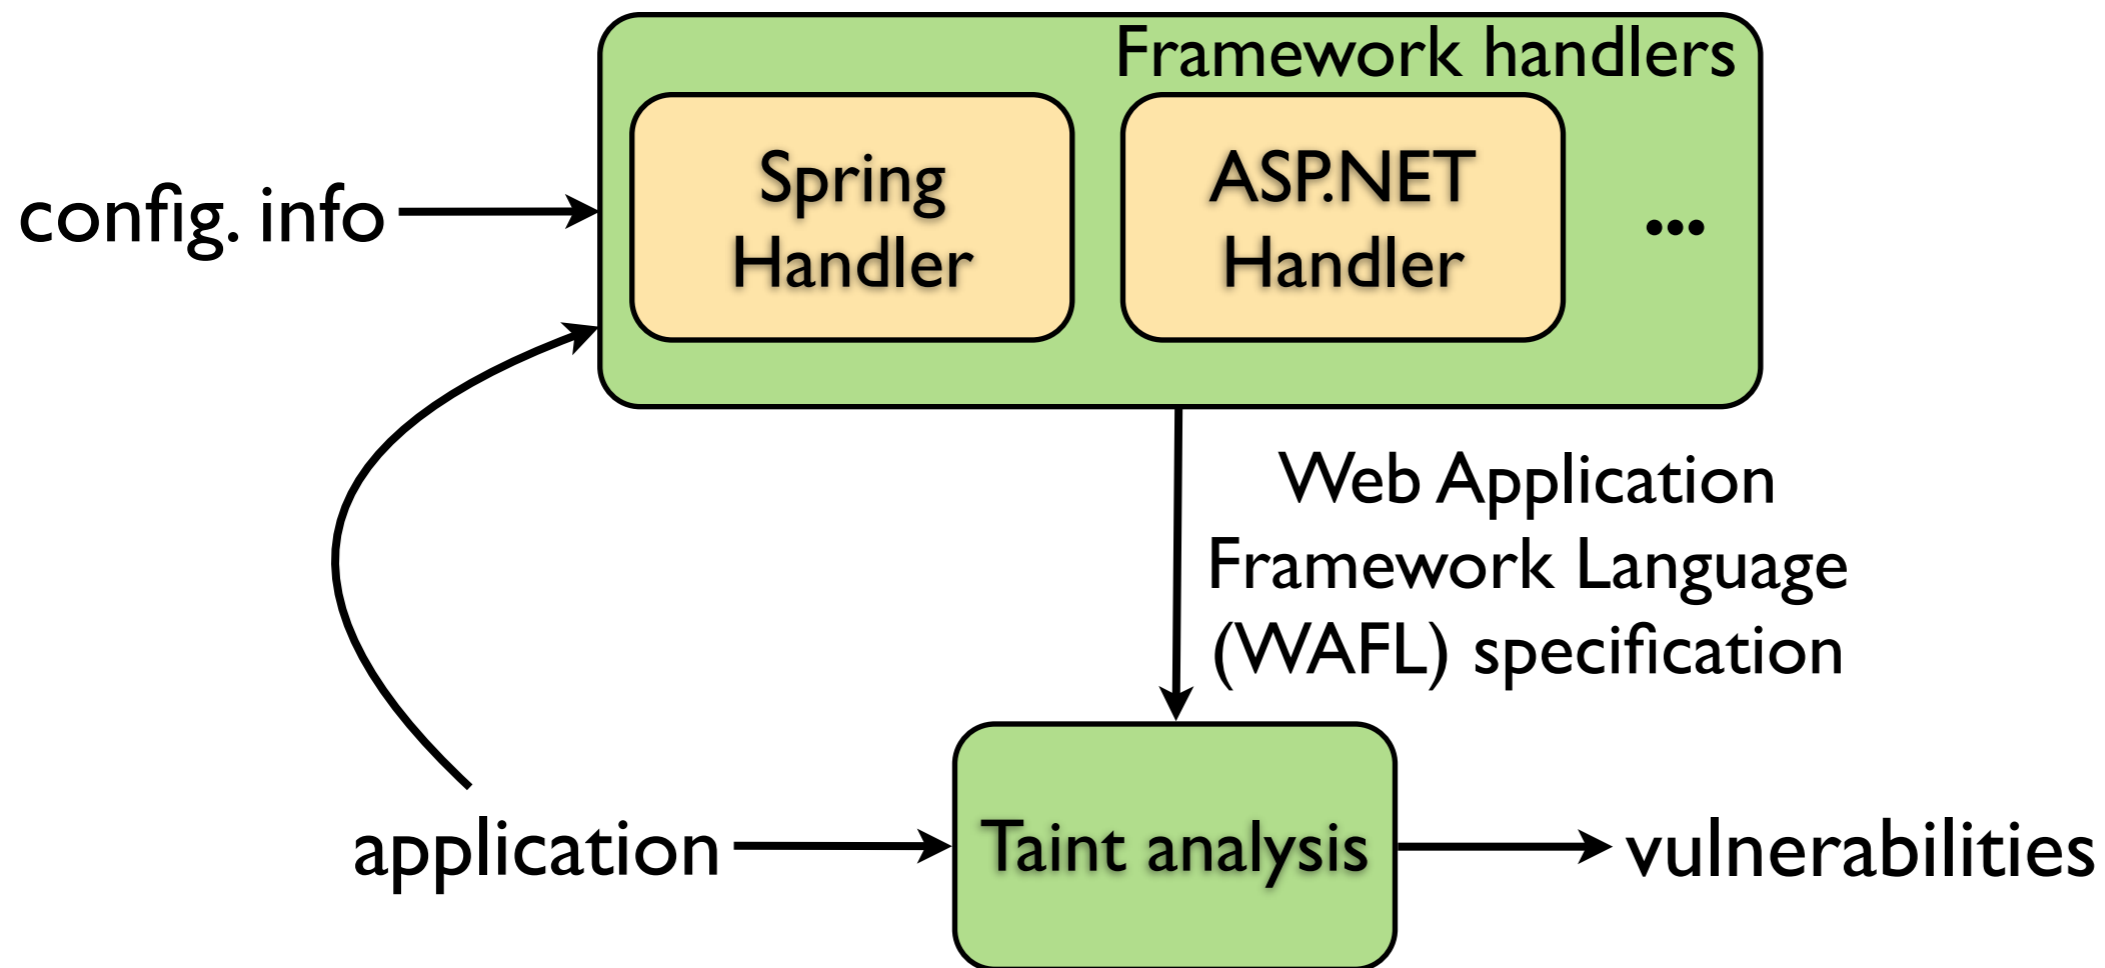 Framework handlers
Spring
Handler
ASP.NET
Handler
...
config. info
Web Application
Framework Language
(WAFL) specification
application
Taint analysis
vulnerabilities